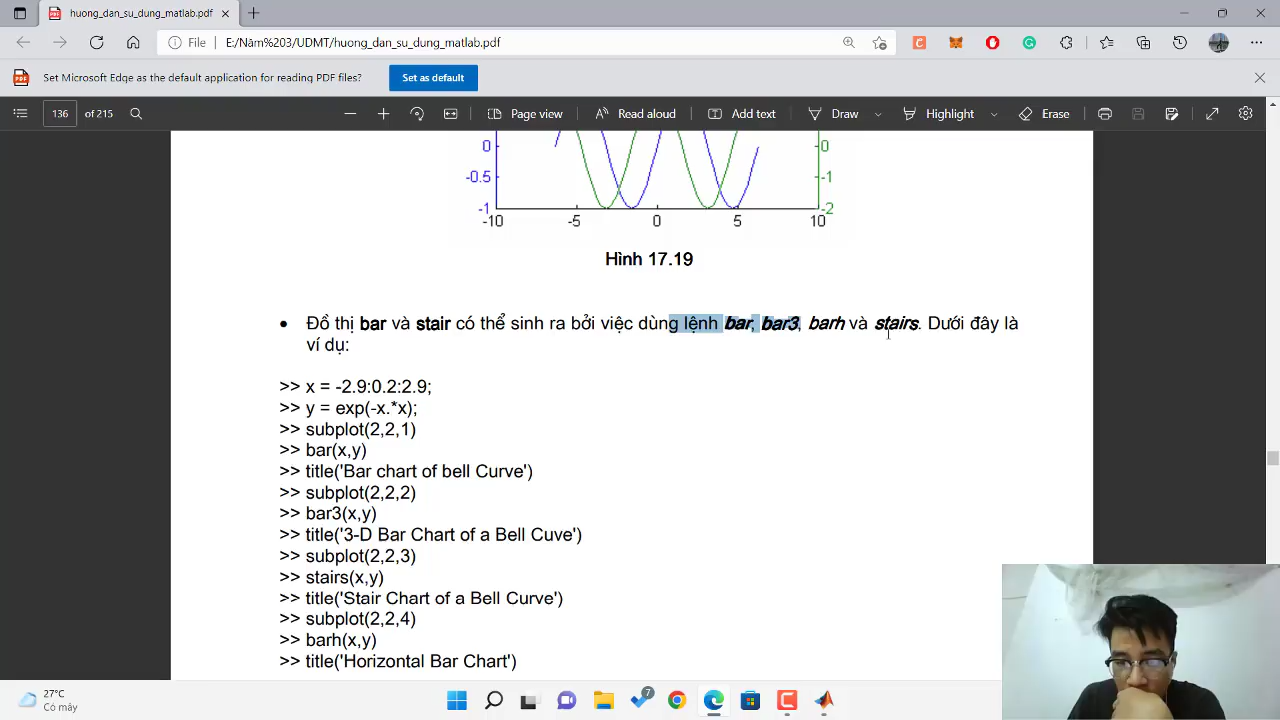 huong_dan_su_dung_matlab.pdf
File E:/Năm%203/UDMT/huong_dan_su_dung_matlab.pdf
Set Microsoft Edge as the default application for reading PDF files? Set as default
136 of 215 Page view Read aloud Add text Draw Highlight Erase
0 0
-0.5 -1
-1 -2
-10 -5 0 5 10
Hình 17.19
• Đồ thị bar và stair có thể sinh ra bởi việc dùng lệnh bar, bar3, barh và stairs. Dưới đây là
ví dụ:
>> x = -2.9:0.2:2.9;
>> y = exp(-x.*x);
>> subplot(2,2,1)
>> bar(x,y)
>> title('Bar chart of bell Curve')
>> subplot(2,2,2)
>> bar3(x,y)
>> title('3-D Bar Chart of a Bell Cuve')
>> subplot(2,2,3)
>> stairs(x,y)
>> title('Stair Chart of a Bell Curve')
>> subplot(2,2,4)
>> barh(x,y)
>> title('Horizontal Bar Chart')
27°C
Có mây
7